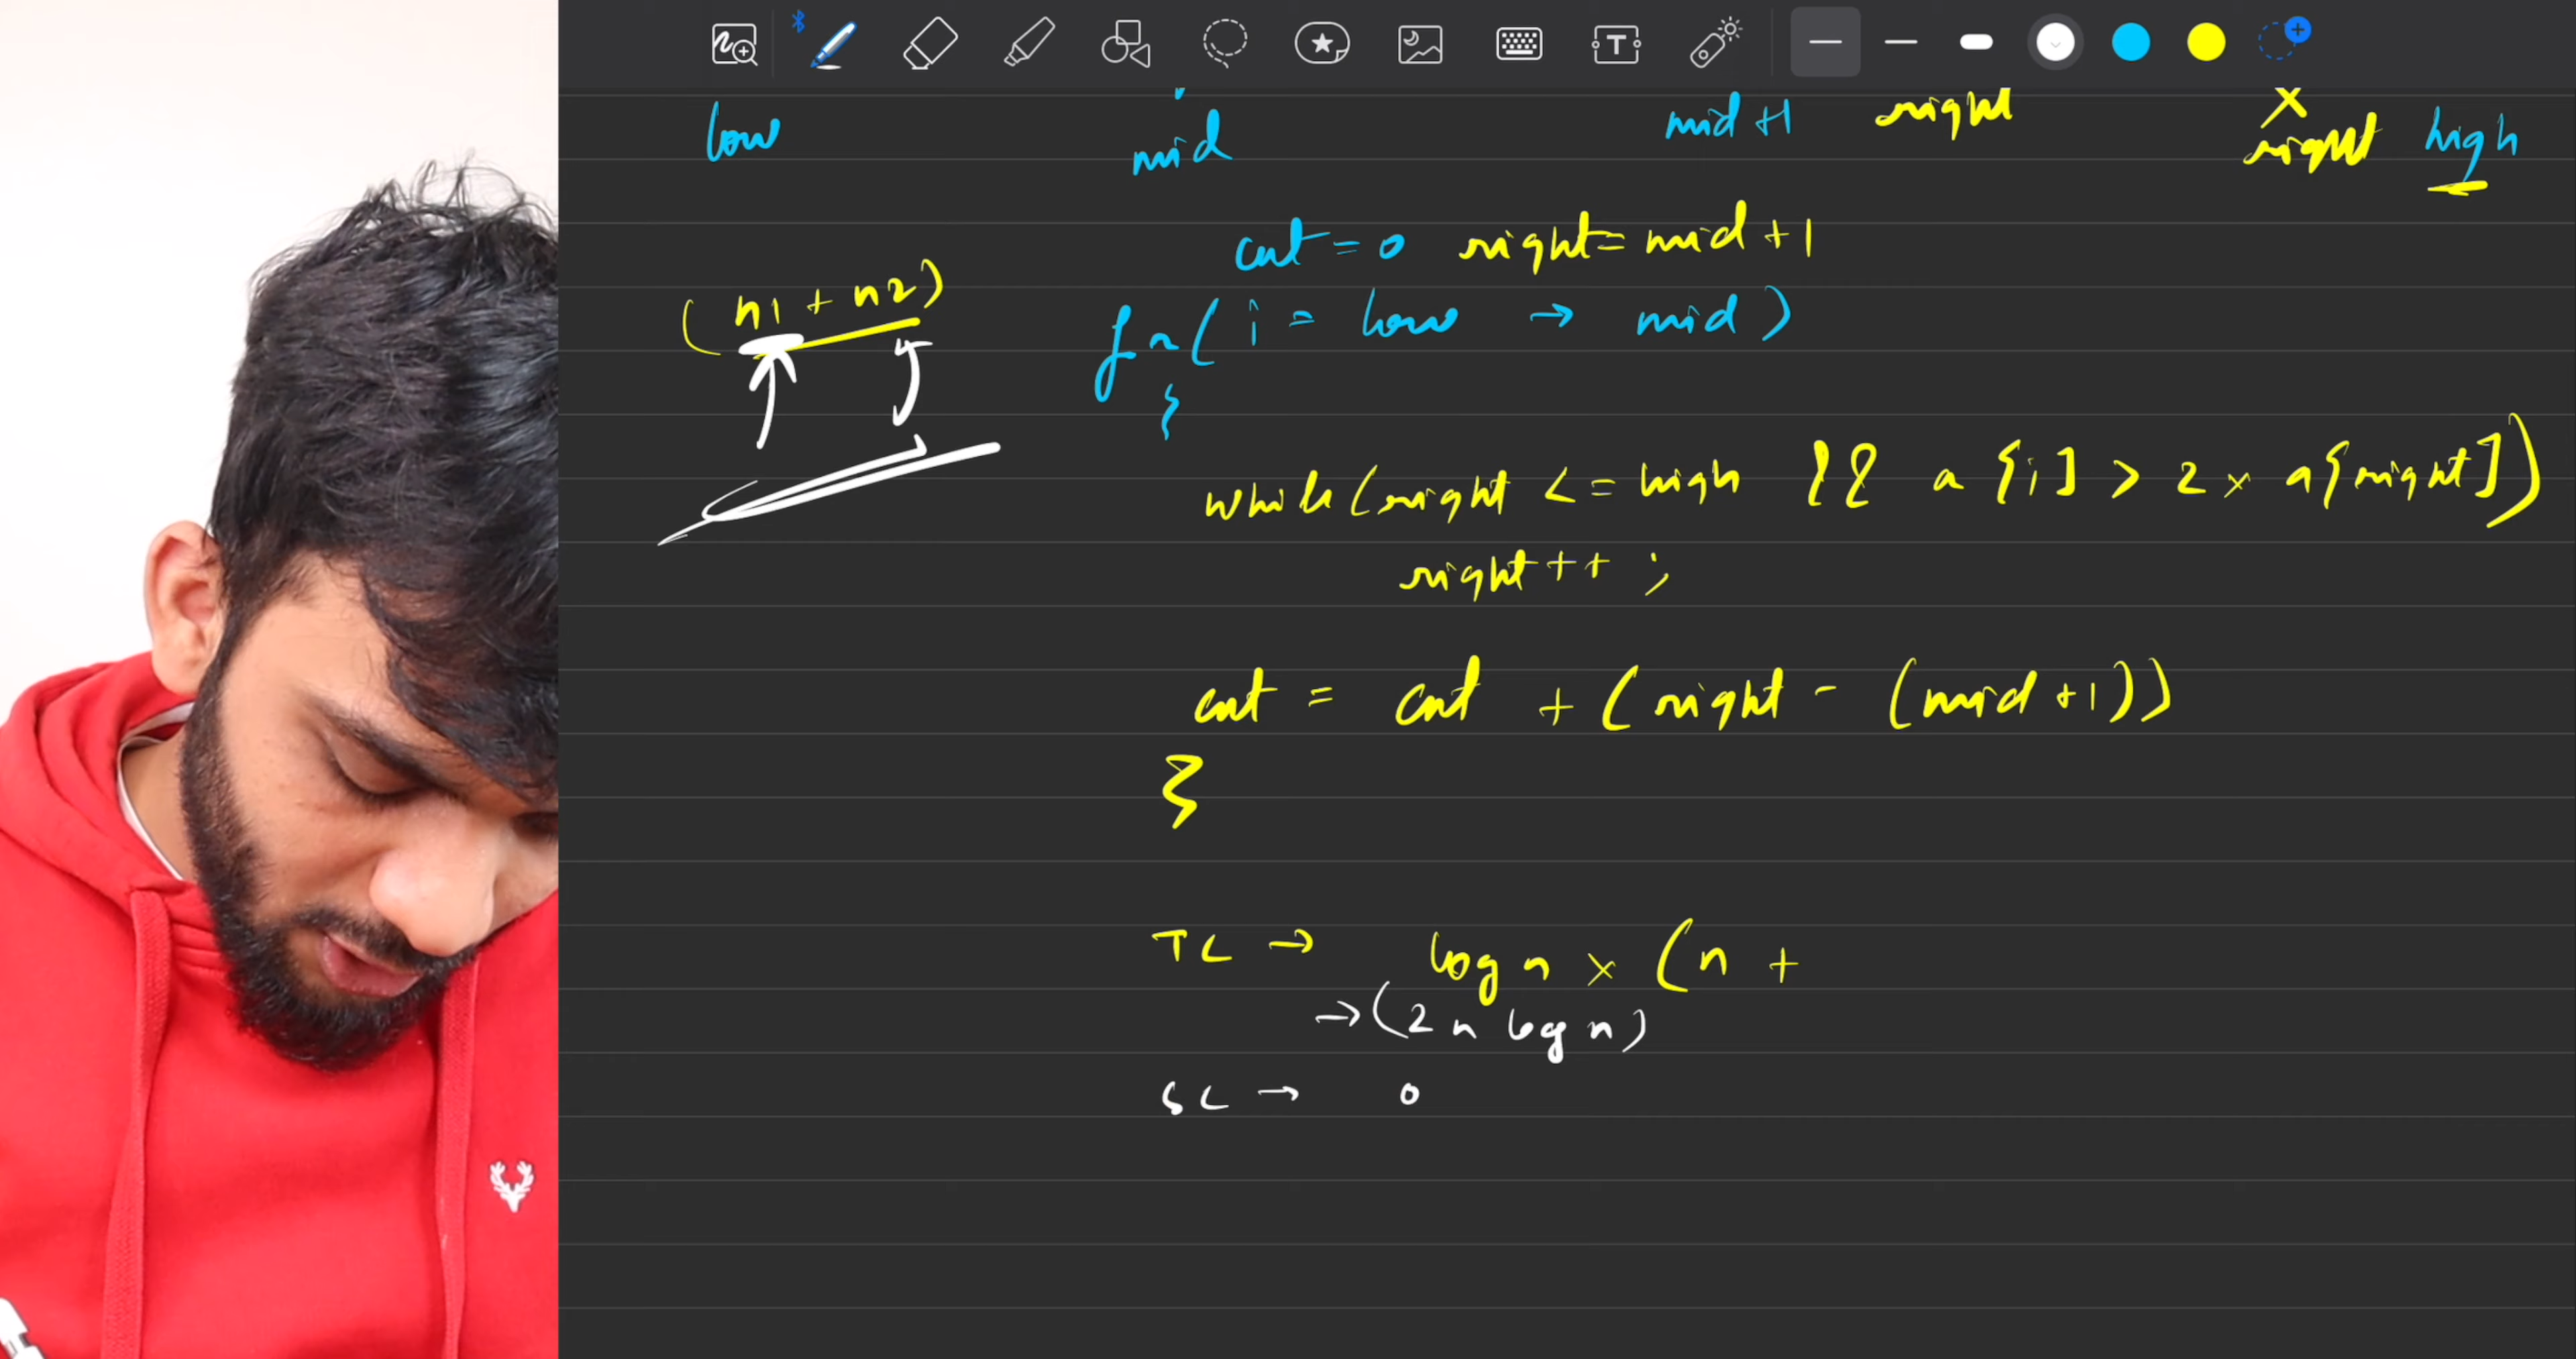 low mid mid+1 right x right high
cnt = 0 right = mid + 1
(n1 + n2)
for ( i = low → mid )
{
while (right <= high && a[i] > 2 x a[right])
right++ ;
cnt = cnt + (right - (mid+1))
}
TC → log n x (n +
→ (2 n log n)
SC → O